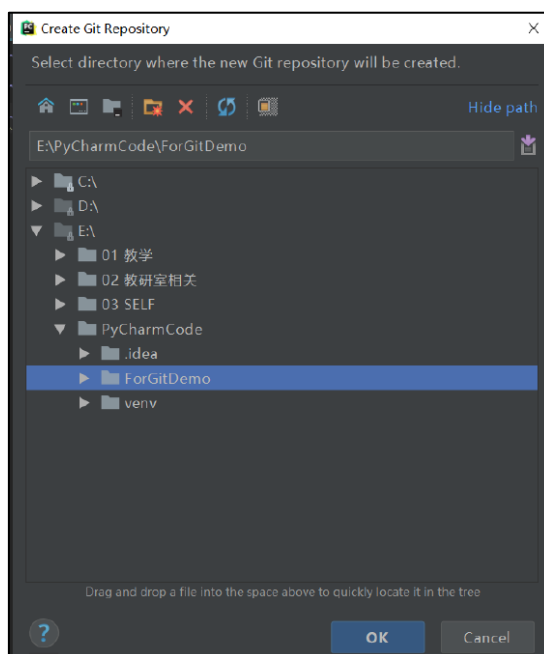 Create Git Repository
Select directory where the new Git repository will be created.
Hide path
E:\PyCharmCode\ForGitDemo
C:\
D:\
E:\
01 教学
02 教研室相关
03 SELF
PyCharmCode
.idea
ForGitDemo
venv
Drag and drop a file into the space above to quickly locate it in the tree
? OK Cancel